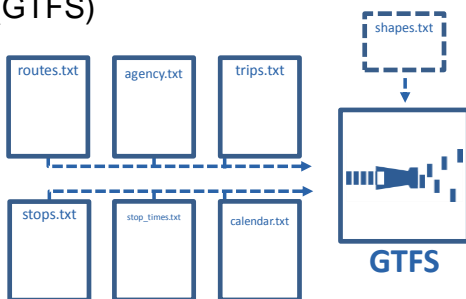 (GTFS)
shapes.txt
routes.txt
agency.txt
trips.txt
stops.txt
stop_times.txt
calendar.txt
GTFS